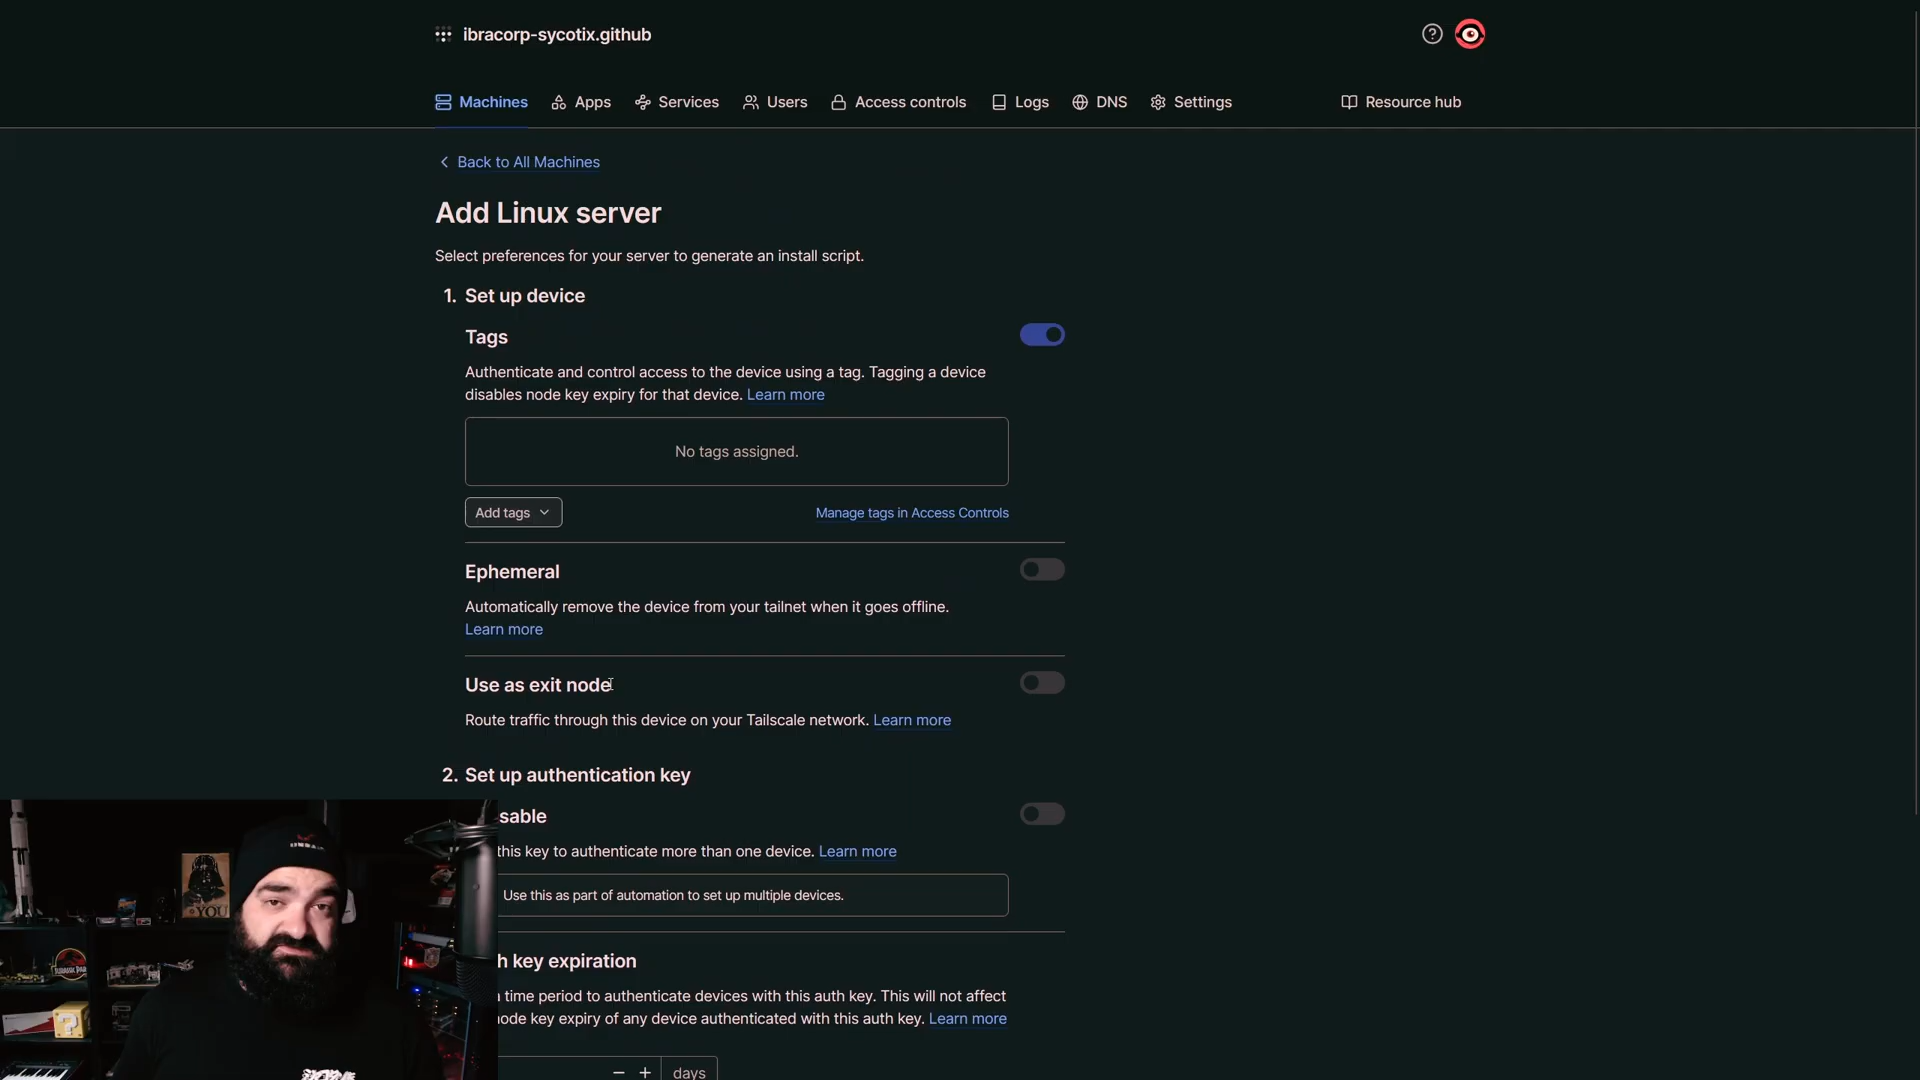 ibracorp-sycotix.github
Machines Apps Services Users Access controls Logs DNS Settings Resource hub
Back to All Machines
Add Linux server
Select preferences for your server to generate an install script.
1. Set up device
Tags
Authenticate and control access to the device using a tag. Tagging a device
disables node key expiry for that device. Learn more
No tags assigned.
Add tags Manage tags in Access Controls
Ephemeral
Automatically remove the device from your tailnet when it goes offline.
Learn more
Use as exit node
Route traffic through this device on your Tailscale network. Learn more
2. Set up authentication key
sable
this key to authenticate more than one device. Learn more
Use this as part of automation to set up multiple devices.
h key expiration
time period to authenticate devices with this auth key. This will not affect
ode key expiry of any device authenticated with this auth key. Learn more
− + days
YOU